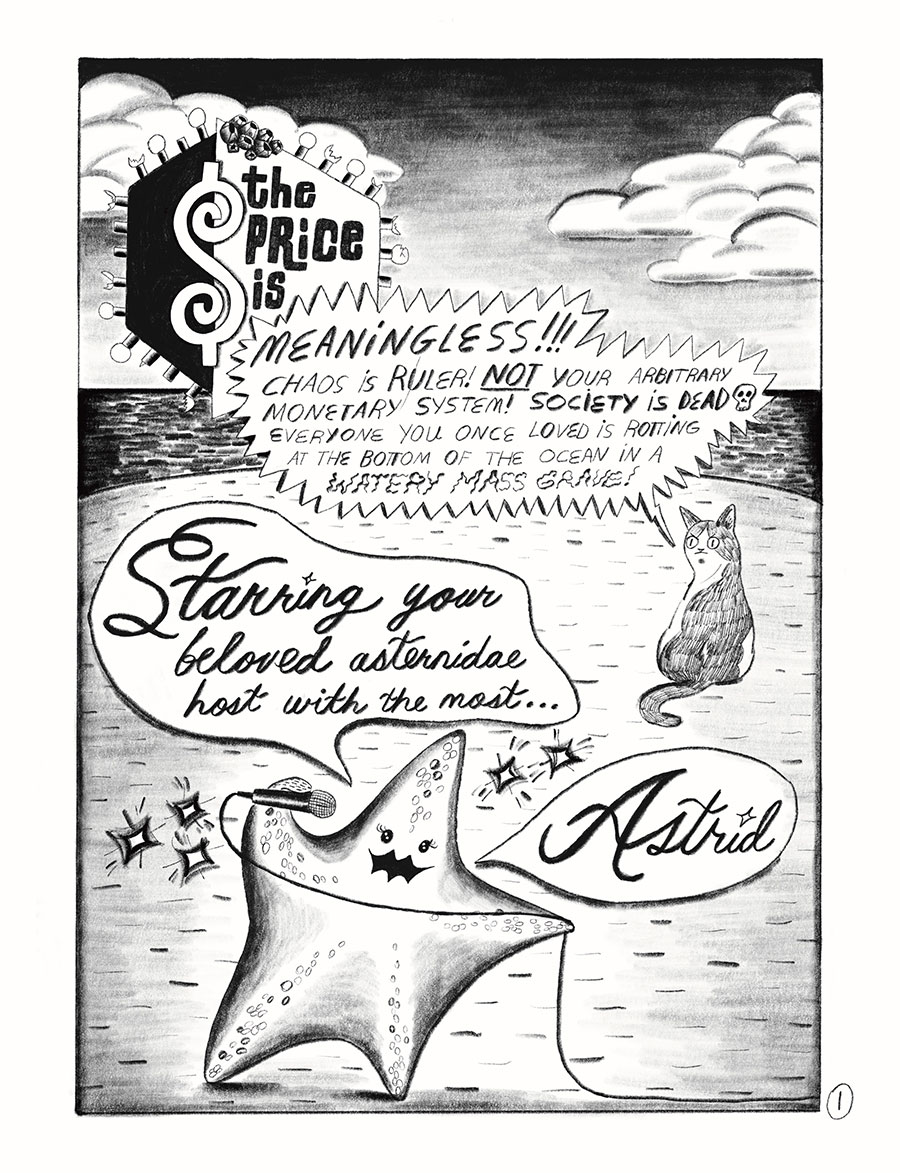 $ the
PRiCE
is
MEANiNGLESS!!!
CHAOS iS RULER! NOT YOUR ARBITRARY
MONETARY SYSTEM! SOCiETY iS DEAD
EVERYONE YOU ONCE LOVED iS ROTTING
AT THE BOTTOM OF THE OCEAN IN A
WATERY MASS GRAVE!
Starring your
beloved asternidae
host with the most...
Astrid
1